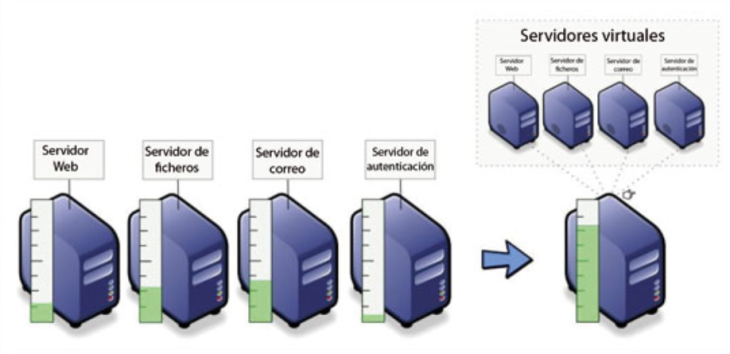 Servidores virtuales
Servidor
Web
Servidor de
ficheros
Servidor de
correo
Servidor de
autenticación
Servidor
Web
Servidor de
ficheros
Servidor de
correo
Servidor de
autenticación